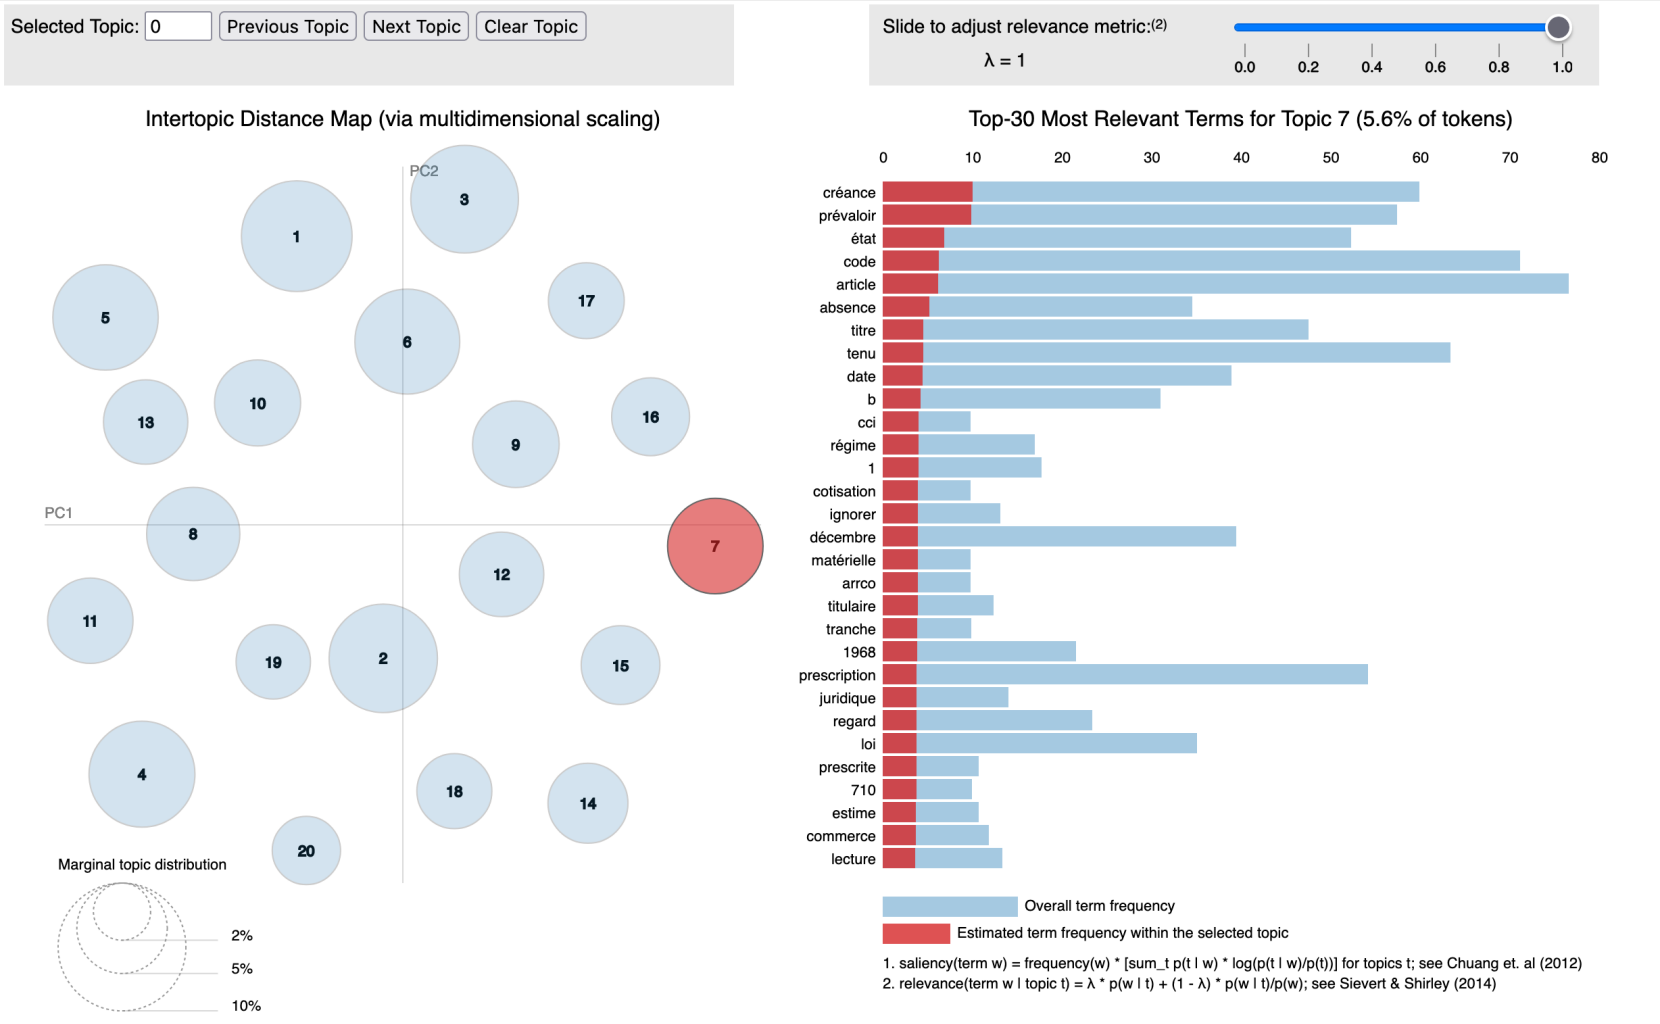 Selected Topic: 0 Previous Topic Next Topic Clear Topic
Slide to adjust relevance metric:(2)
λ = 1
0.0 0.2 0.4 0.6 0.8 1.0
Intertopic Distance Map (via multidimensional scaling)
PC2
PC1
1
2
3
4
5
6
7
8
9
10
11
12
13
14
15
16
17
18
19
20
Marginal topic distribution
2%
5%
10%
Top-30 Most Relevant Terms for Topic 7 (5.6% of tokens)
0 10 20 30 40 50 60 70 80
créance
prévaloir
état
code
article
absence
titre
tenu
date
b
cci
régime
1
cotisation
ignorer
décembre
matérielle
arrco
titulaire
tranche
1968
prescription
juridique
regard
loi
prescrite
710
estime
commerce
lecture
Overall term frequency
Estimated term frequency within the selected topic
1. saliency(term w) = frequency(w) * [sum_t p(t | w) * log(p(t | w)/p(t))] for topics t; see Chuang et. al (2012)
2. relevance(term w | topic t) = λ * p(w | t) + (1 - λ) * p(w | t)/p(w); see Sievert & Shirley (2014)